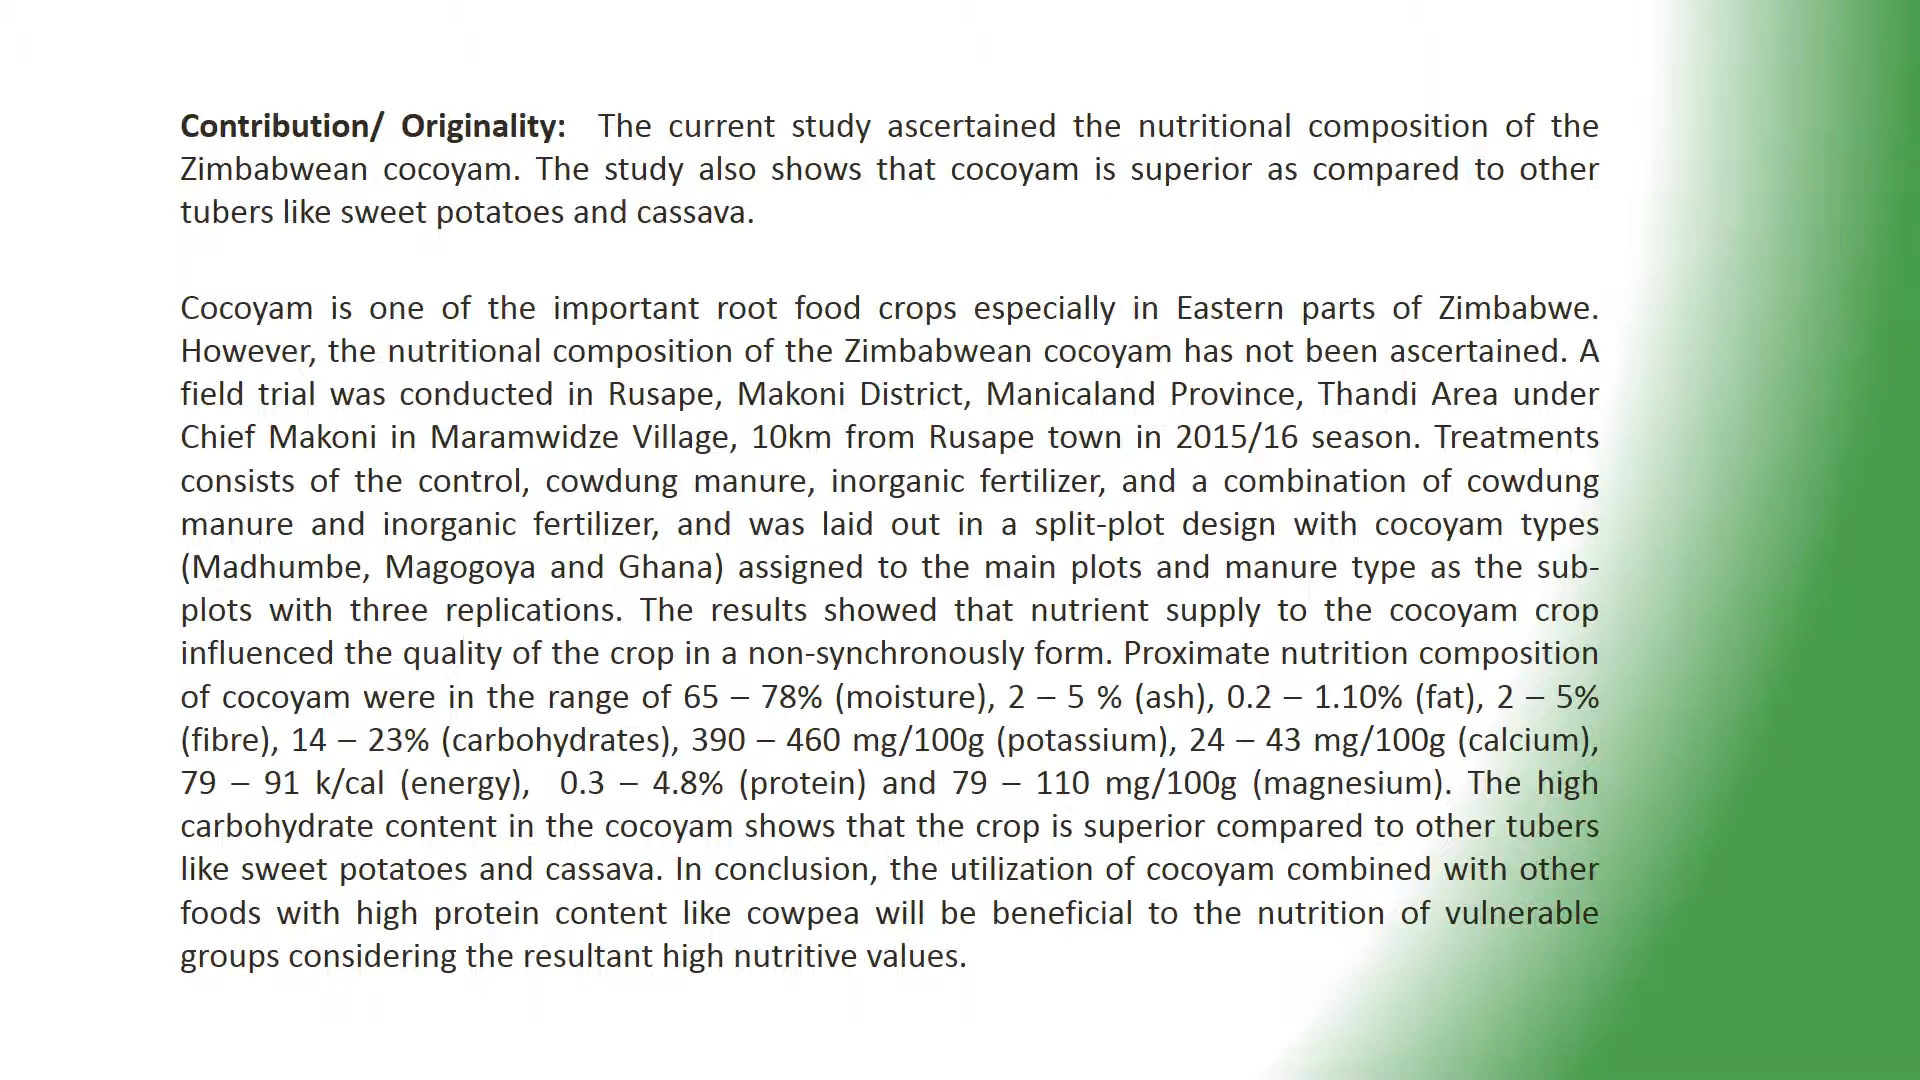 Contribution/ Originality: The current study ascertained the nutritional composition of the
Zimbabwean cocoyam. The study also shows that cocoyam is superior as compared to other
tubers like sweet potatoes and cassava.
Cocoyam is one of the important root food crops especially in Eastern parts of Zimbabwe.
However, the nutritional composition of the Zimbabwean cocoyam has not been ascertained. A
field trial was conducted in Rusape, Makoni District, Manicaland Province, Thandi Area under
Chief Makoni in Maramwidze Village, 10km from Rusape town in 2015/16 season. Treatments
consists of the control, cowdung manure, inorganic fertilizer, and a combination of cowdung
manure and inorganic fertilizer, and was laid out in a split-plot design with cocoyam types
(Madhumbe, Magogoya and Ghana) assigned to the main plots and manure type as the sub-
plots with three replications. The results showed that nutrient supply to the cocoyam crop
influenced the quality of the crop in a non-synchronously form. Proximate nutrition composition
of cocoyam were in the range of 65 – 78% (moisture), 2 – 5 % (ash), 0.2 – 1.10% (fat), 2 – 5%
(fibre), 14 – 23% (carbohydrates), 390 – 460 mg/100g (potassium), 24 – 43 mg/100g (calcium),
79 – 91 k/cal (energy), 0.3 – 4.8% (protein) and 79 – 110 mg/100g (magnesium). The high
carbohydrate content in the cocoyam shows that the crop is superior compared to other tubers
like sweet potatoes and cassava. In conclusion, the utilization of cocoyam combined with other
foods with high protein content like cowpea will be beneficial to the nutrition of vulnerable
groups considering the resultant high nutritive values.